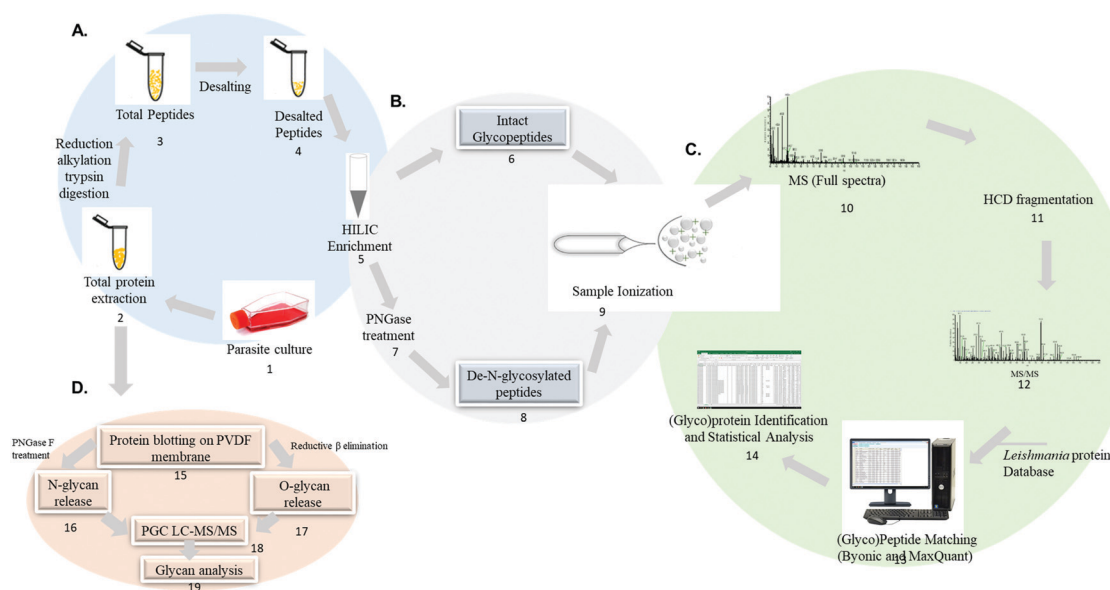 A.
Total Peptides
3
Desalting
Desalted
Peptides
4
Reduction
alkylation
trypsin
digestion
Total protein
extraction
2
Parasite culture
1
HILIC
Enrichment
5
B.
Intact
Glycopeptides
6
PNGase
treatment
7
De-N-glycosylated
peptides
8
Sample Ionization
9
C.
MS (Full spectra)
10
HCD fragmentation
11
MS/MS
12
Leishmania protein
Database
(Glyco)Peptide Matching
(Byonic and MaxQuant)
13
(Glyco)protein Identification
and Statistical Analysis
14
D.
PNGase F
treatment
Protein blotting on PVDF
membrane
15
Reductive β elimination
N-glycan
release
16
O-glycan
release
17
PGC LC-MS/MS
18
Glycan analysis
19